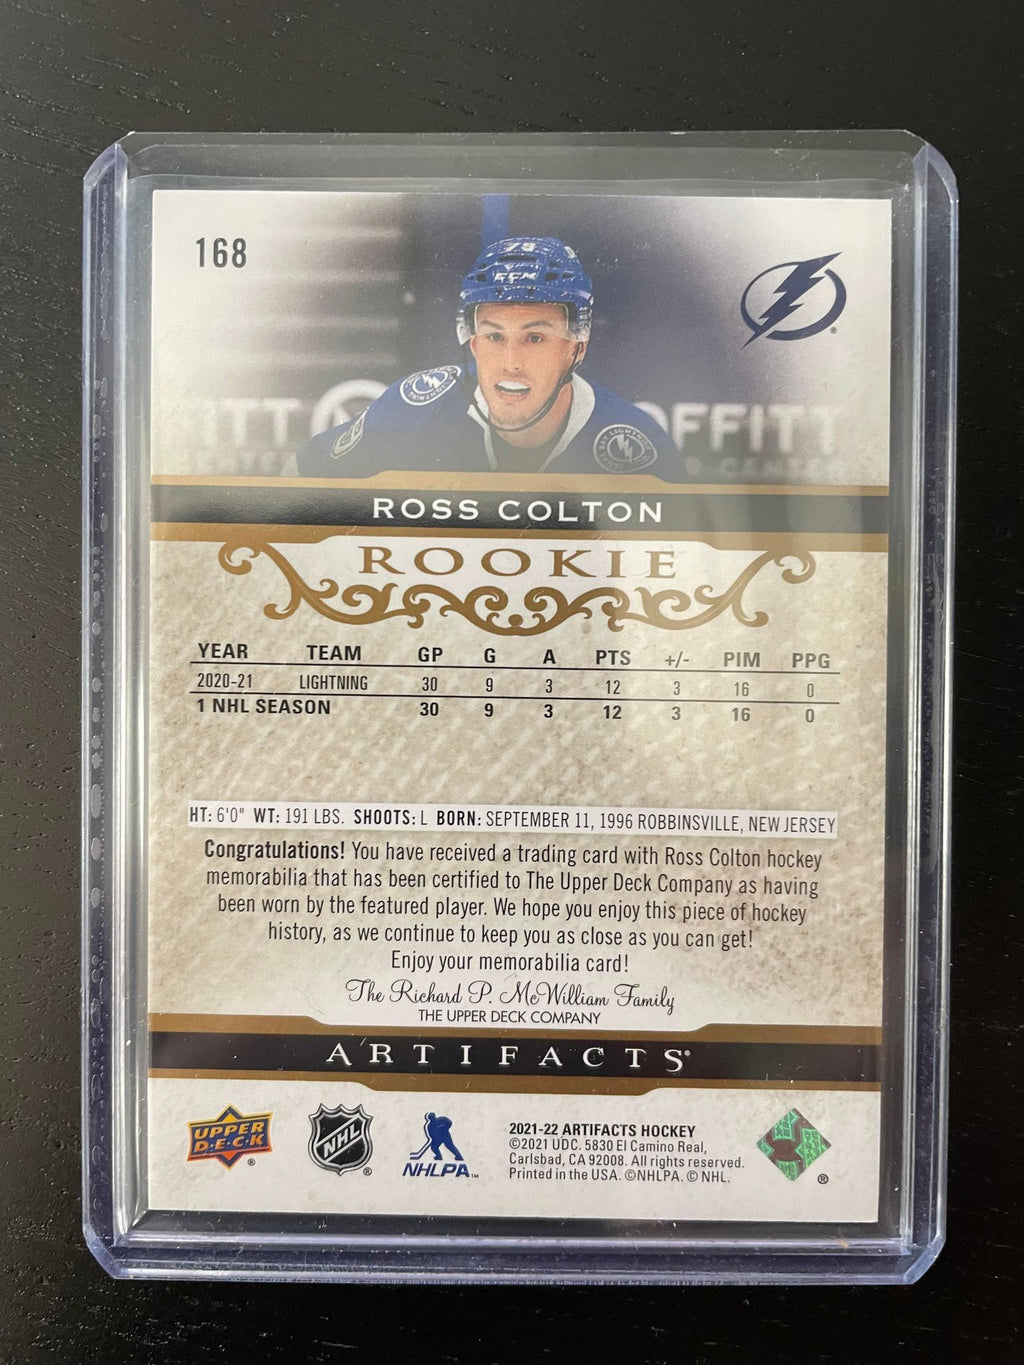 168
79
CCM
ITT
OFFITT
CENTER
ROSS COLTON
ROOKIE
YEAR TEAM GP G A PTS +/- PIM PPG
2020-21 LIGHTNING 30 9 3 12 3 16 0
1 NHL SEASON 30 9 3 12 3 16 0
HT: 6'0" WT: 191 LBS. SHOOTS: L BORN: SEPTEMBER 11, 1996 ROBBINSVILLE, NEW JERSEY
Congratulations! You have received a trading card with Ross Colton hockey
memorabilia that has been certified to The Upper Deck Company as having
been worn by the featured player. We hope you enjoy this piece of hockey
history, as we continue to keep you as close as you can get!
Enjoy your memorabilia card!
The Richard P. McWilliam Family
THE UPPER DECK COMPANY
ARTIFACTS®
UPPER
D·E·C·K
®
NHL
®
NHLPA™
2021-22 ARTIFACTS HOCKEY
©2021 UDC. 5830 El Camino Real,
Carlsbad, CA 92008. All rights reserved.
Printed in the USA. ©NHLPA. © NHL.
®